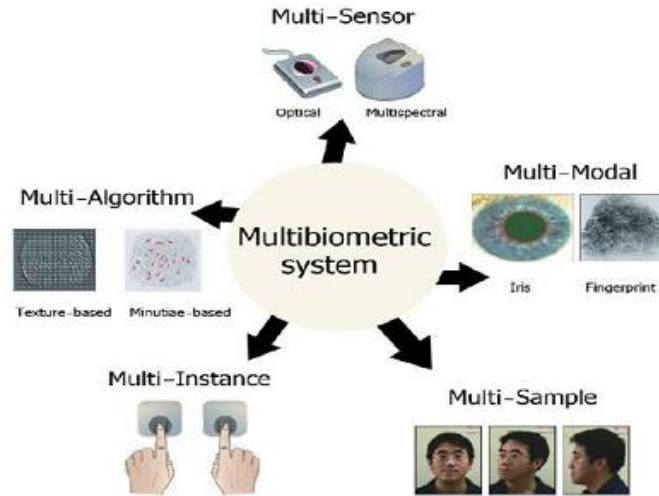 Multi-Sensor
Optical
Multispectral
Multi-Modal
Iris
Fingerprint
Multi-Algorithm
Texture-based
Minutiae-based
Multibiometric
system
Multi-Instance
Multi-Sample